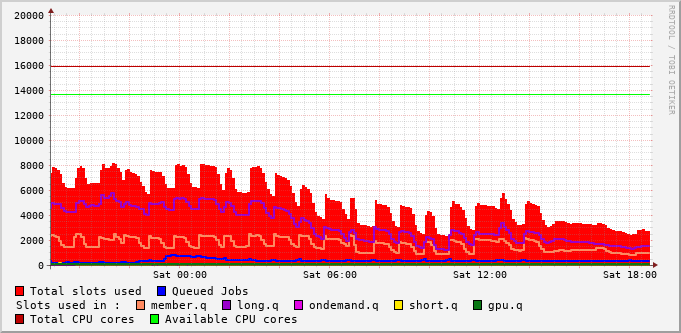 RRDTOOL / TOBI OETIKER
20000
18000
16000
14000
12000
10000
8000
6000
4000
2000
0
Sat 00:00 Sat 06:00 Sat 12:00 Sat 18:00
Total slots used Queued Jobs
Slots used in : member.q long.q ondemand.q short.q gpu.q
Total CPU cores Available CPU cores